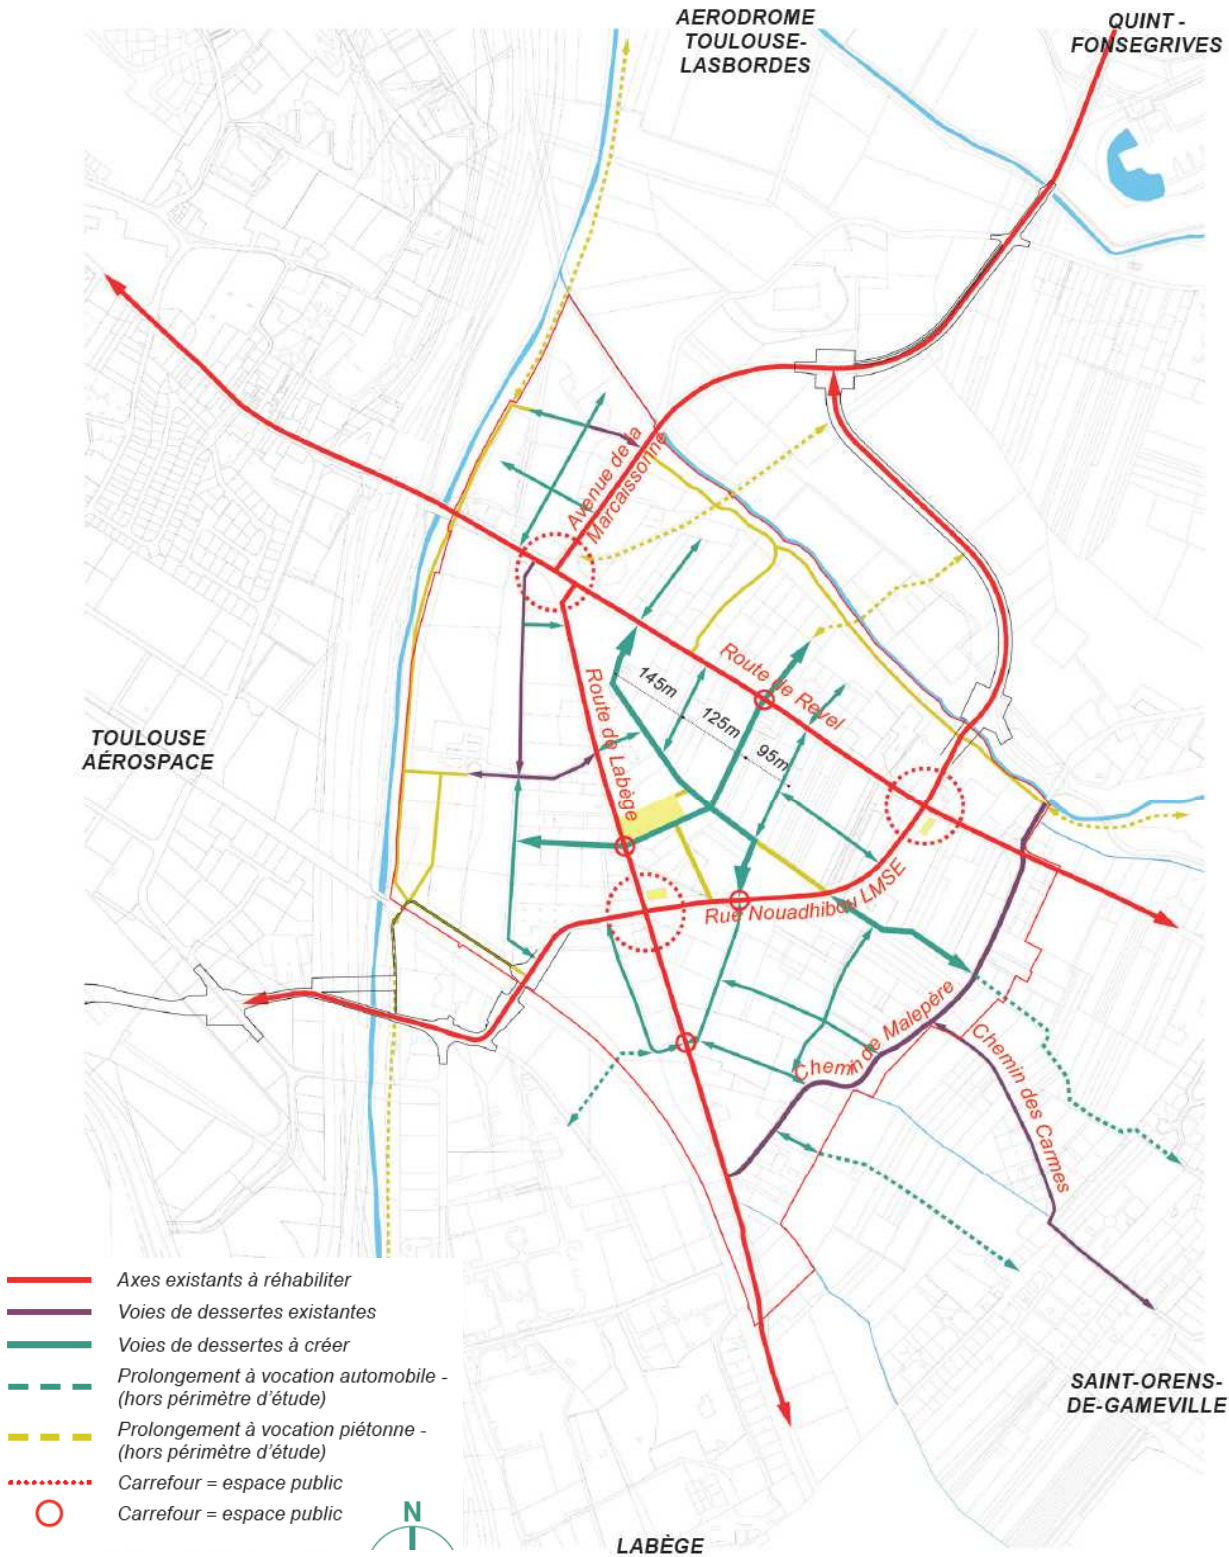 AERODROME
TOULOUSE-
LASBORDES
QUINT -
FONSEGRIVES
Avenue de la
Marcaissonne
Route de Revel
145m
125m
95m
Route de Labège
TOULOUSE
AÉROSPACE
Rue Nouadhibou LMSE
Chemin de Malepère
Chemin des Carmes
Axes existants à réhabiliter
Voies de dessertes existantes
Voies de dessertes à créer
Prolongement à vocation automobile -
(hors périmètre d'étude)
Prolongement à vocation piétonne -
(hors périmètre d'étude)
Carrefour = espace public
Carrefour = espace public
N
SAINT-ORENS-
DE-GAMEVILLE
LABÈGE